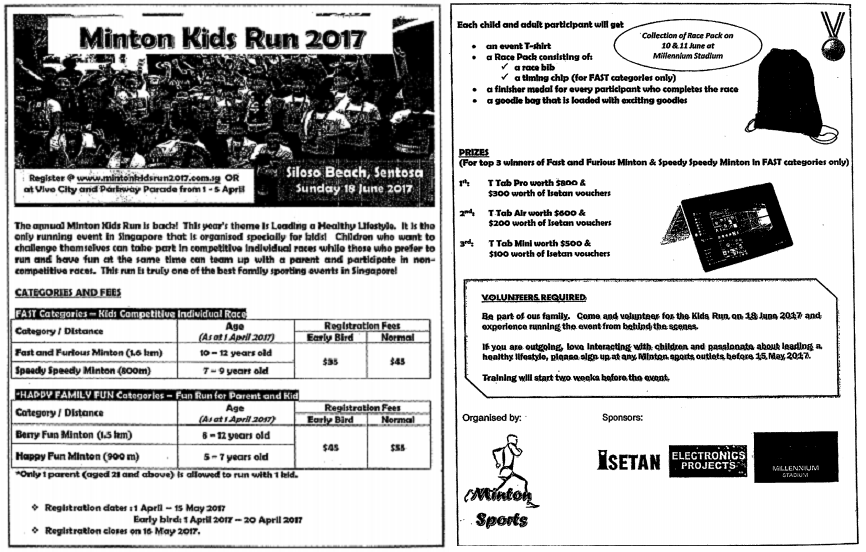 Minton Kids Run 2017
Register @ www.mintonkidsrun2017.com.sg OR
at Vivo City and Parkway Parade from 1 - 5 April
Siloso Beach, Sentosa
Sunday 18 June 2017
The annual Minton Kids Run is back! This year's theme is Leading a Healthy Lifestyle. It is the
only running event in Singapore that is organised specially for kids! Children who want to
challenge themselves can take part in competitive individual races while those who prefer to
run and have fun at the same time can team up with a parent and participate in non-
competitive races. This run is truly one of the best family sporting events in Singapore!
CATEGORIES AND FEES
FAST Categories – Kids Competitive Individual Race
Category / Distance Age (As at 1 April 2017) Registration Fees
Early Bird Normal
Fast and Furious Minton (1.6 km) 10 – 12 years old $35 $45
Speedy Speedy Minton (800m) 7 – 9 years old
*HAPPY FAMILY FUN Categories – Fun Run for Parent and Kid
Category / Distance Age (As at 1 April 2017) Registration Fees
Early Bird Normal
Berry Fun Minton (1.5 km) 8 – 12 years old $45 $55
Happy Fun Minton (900 m) 5 – 7 years old
*Only 1 parent (aged 21 and above) is allowed to run with 1 kid.
❖ Registration dates : 1 April – 15 May 2017
Early bird: 1 April 2017 – 20 April 2017
❖ Registration closes on 16 May 2017.
Each child and adult participant will get
Collection of Race Pack on
10 & 11 June at
Millennium Stadium
• an event T-shirt
• a Race Pack consisting of:
✓ a race bib
✓ a timing chip (for FAST categories only)
• a finisher medal for every participant who completes the race
• a goodie bag that is loaded with exciting goodies
PRIZES
(For top 3 winners of Fast and Furious Minton & Speedy Speedy Minton in FAST categories only)
1st: T Tab Pro worth $800 &
$300 worth of Isetan vouchers
2nd: T Tab Air worth $600 &
$200 worth of Isetan vouchers
3rd: T Tab Mini worth $500 &
$100 worth of Isetan vouchers
VOLUNTEERS REQUIRED
Be part of our family. Come and volunteer for the Kids Run on 18 June 2017 and
experience running the event from behind the scenes.
If you are outgoing, love interacting with children and passionate about leading a
healthy lifestyle, please sign up at any Minton sports outlets before 15 May 2017.
Training will start two weeks before the event.
Organised by:
Sponsors:
Minton
Sports
ISETAN
ELECTRONICS
PROJECTS
MILLENNIUM
STADIUM